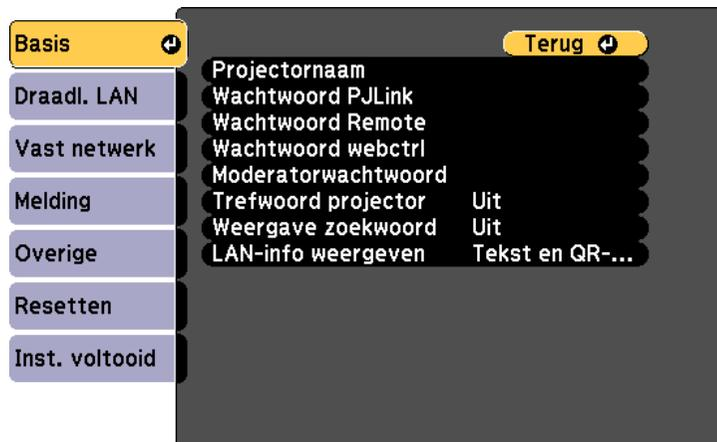 Basis
Draadl. LAN
Vast netwerk
Melding
Overige
Resetten
Inst. voltooid
Terug
Projectornaam
Wachtwoord PJLink
Wachtwoord Remote
Wachtwoord webctrl
Moderatorwachtwoord
Trefwoord projector Uit
Weergave zoekwoord Uit
LAN-info weergeven Tekst en QR-...